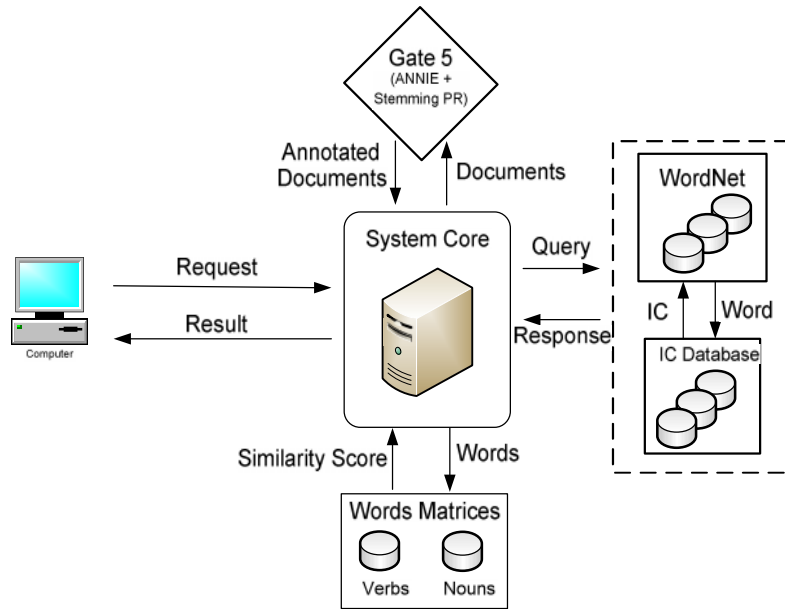 Gate 5
(ANNIE +
Stemming PR)
Annotated
Documents
Documents
WordNet
System Core
Query
Request
IC
Word
Result
Response
Computer
IC Database
Similarity Score
Words
Words Matrices
Verbs
Nouns